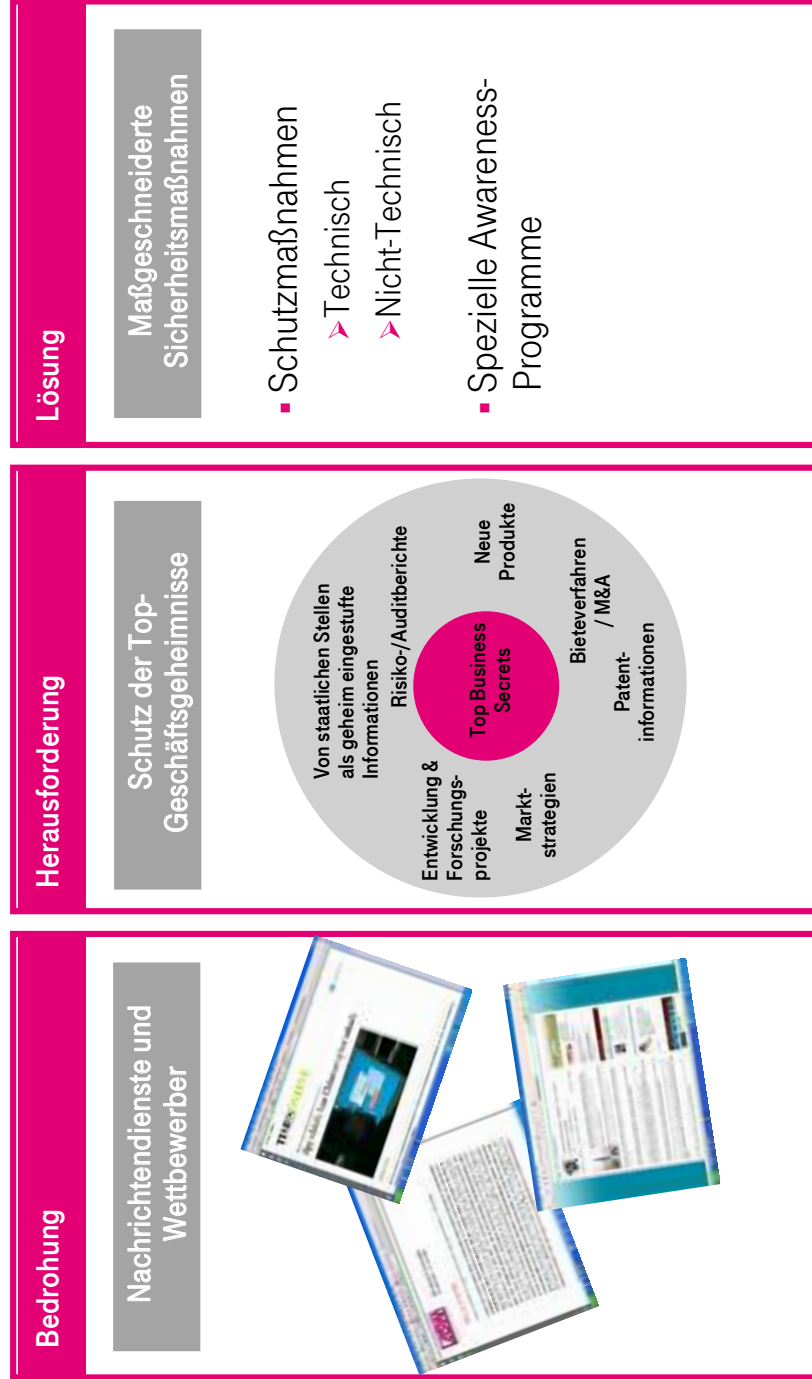 Bedrohung
Nachrichtendienste und
Wettbewerber
Herausforderung
Schutz der Top-
Geschäftsgeheimnisse
Von staatlichen Stellen
als geheim eingestufte
Informationen
Risiko-/Auditberichte
Neue
Produkte
Bieteverfahren
/ M&A
Patent-
informationen
Markt-
strategien
Entwicklung &
Forschungs-
projekte
Top Business
Secrets
Lösung
Maßgeschneiderte
Sicherheitsmaßnahmen
▪ Schutzmaßnahmen
➢Technisch
➢Nicht-Technisch
▪ Spezielle Awareness-
Programme